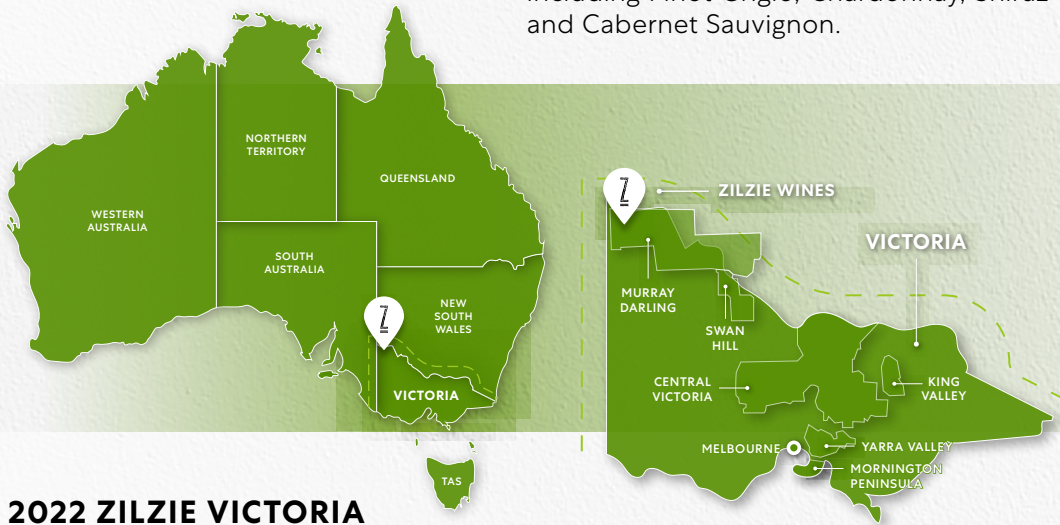 and Cabernet Sauvignon.
NORTHERN
TERRITORY
QUEENSLAND
WESTERN
AUSTRALIA
SOUTH
AUSTRALIA
NEW
SOUTH
WALES
VICTORIA
TAS
Z
Z
ZILZIE WINES
VICTORIA
MURRAY
DARLING
SWAN
HILL
CENTRAL
VICTORIA
KING
VALLEY
MELBOURNE
YARRA VALLEY
MORNINGTON
PENINSULA
2022 ZILZIE VICTORIA